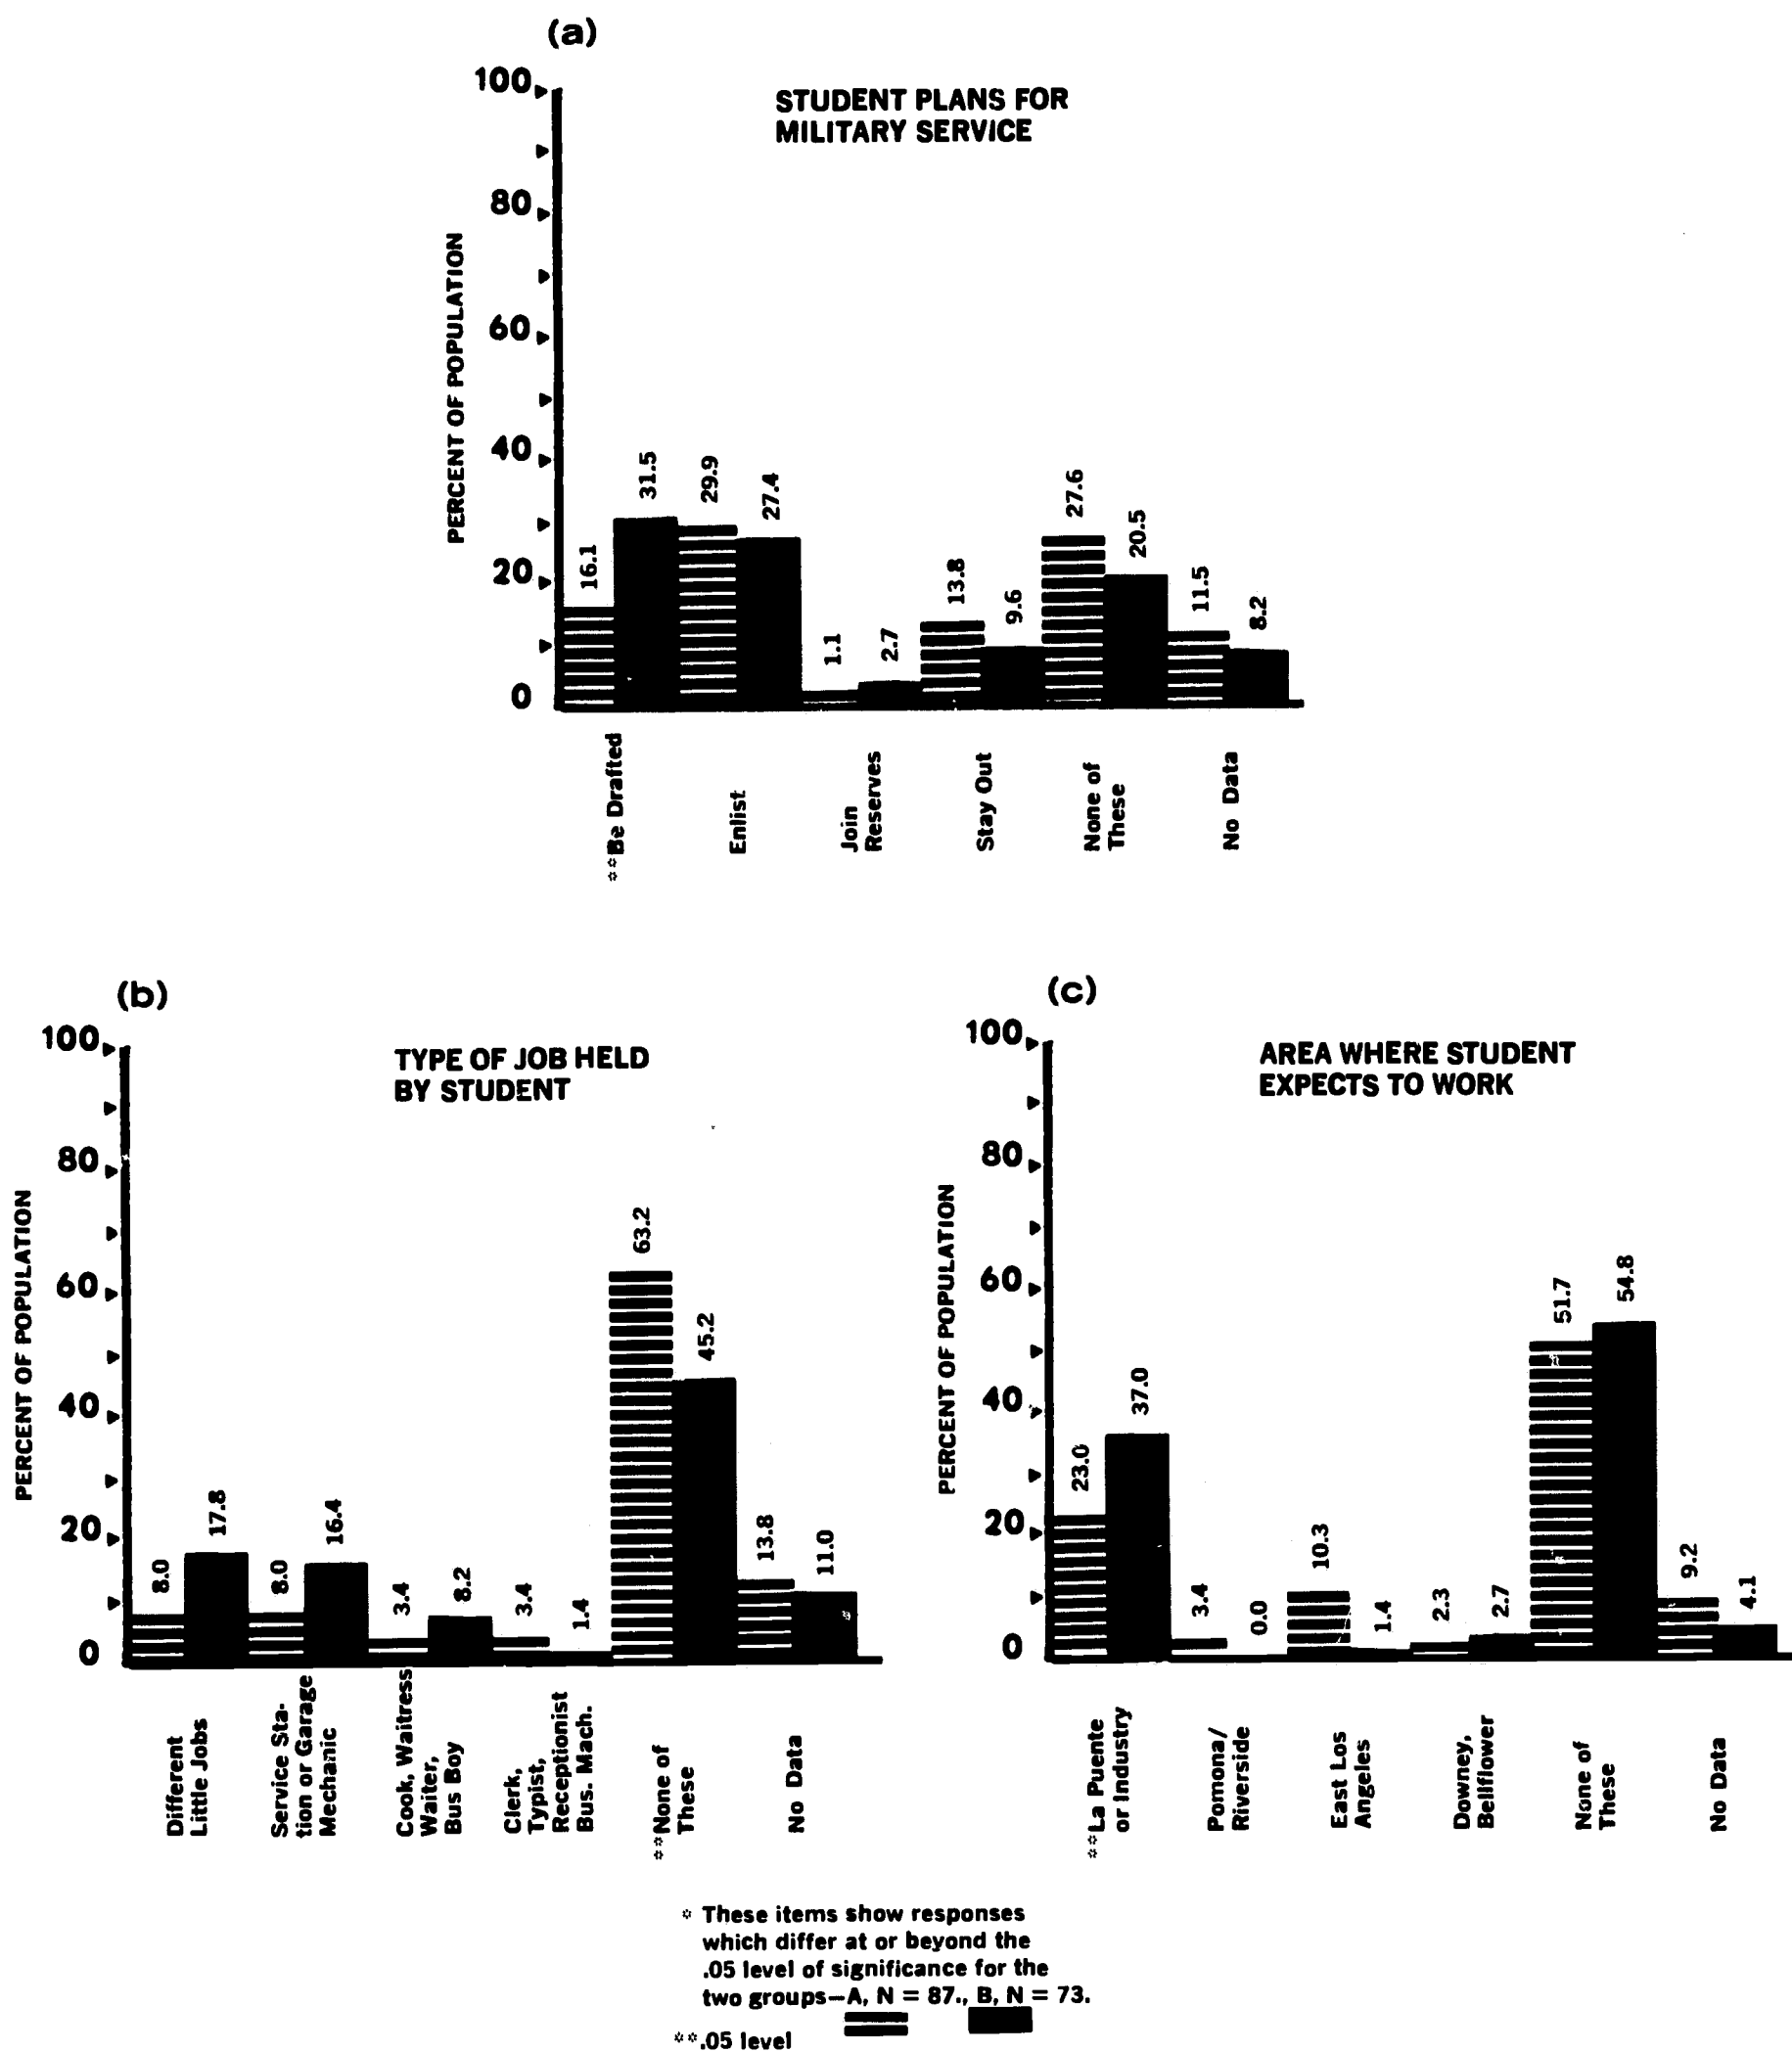 (a)
STUDENT PLANS FOR
MILITARY SERVICE
PERCENT OF POPULATION
100
80
60
40
20
0
16.1
31.5
29.9
27.4
1.1
2.7
13.8
9.6
27.6
20.5
11.5
8.2
**Be Drafted
Enlist
Join
Reserves
Stay Out
None of
These
No Data
(b)
TYPE OF JOB HELD
BY STUDENT
PERCENT OF POPULATION
100
80
60
40
20
0
8.0
17.8
8.0
16.4
3.4
8.2
3.4
1.4
63.2
45.2
13.8
11.0
Different
Little Jobs
Service Sta-
tion or Garage
Mechanic
Cook, Waitress
Waiter,
Bus Boy
Clerk,
Typist,
Receptionist
Bus. Mach.
**None of
These
No Data
(c)
AREA WHERE STUDENT
EXPECTS TO WORK
PERCENT OF POPULATION
100
80
60
40
20
0
23.0
37.0
3.4
0.0
10.3
1.4
2.3
2.7
51.7
54.8
9.2
4.1
**La Puente
or Industry
Pomona/
Riverside
East Los
Angeles
Downey,
Bellflower
None of
These
No Data
* These items show responses
which differ at or beyond the
.05 level of significance for the
two groups—A, N = 87., B, N = 73.
**.05 level